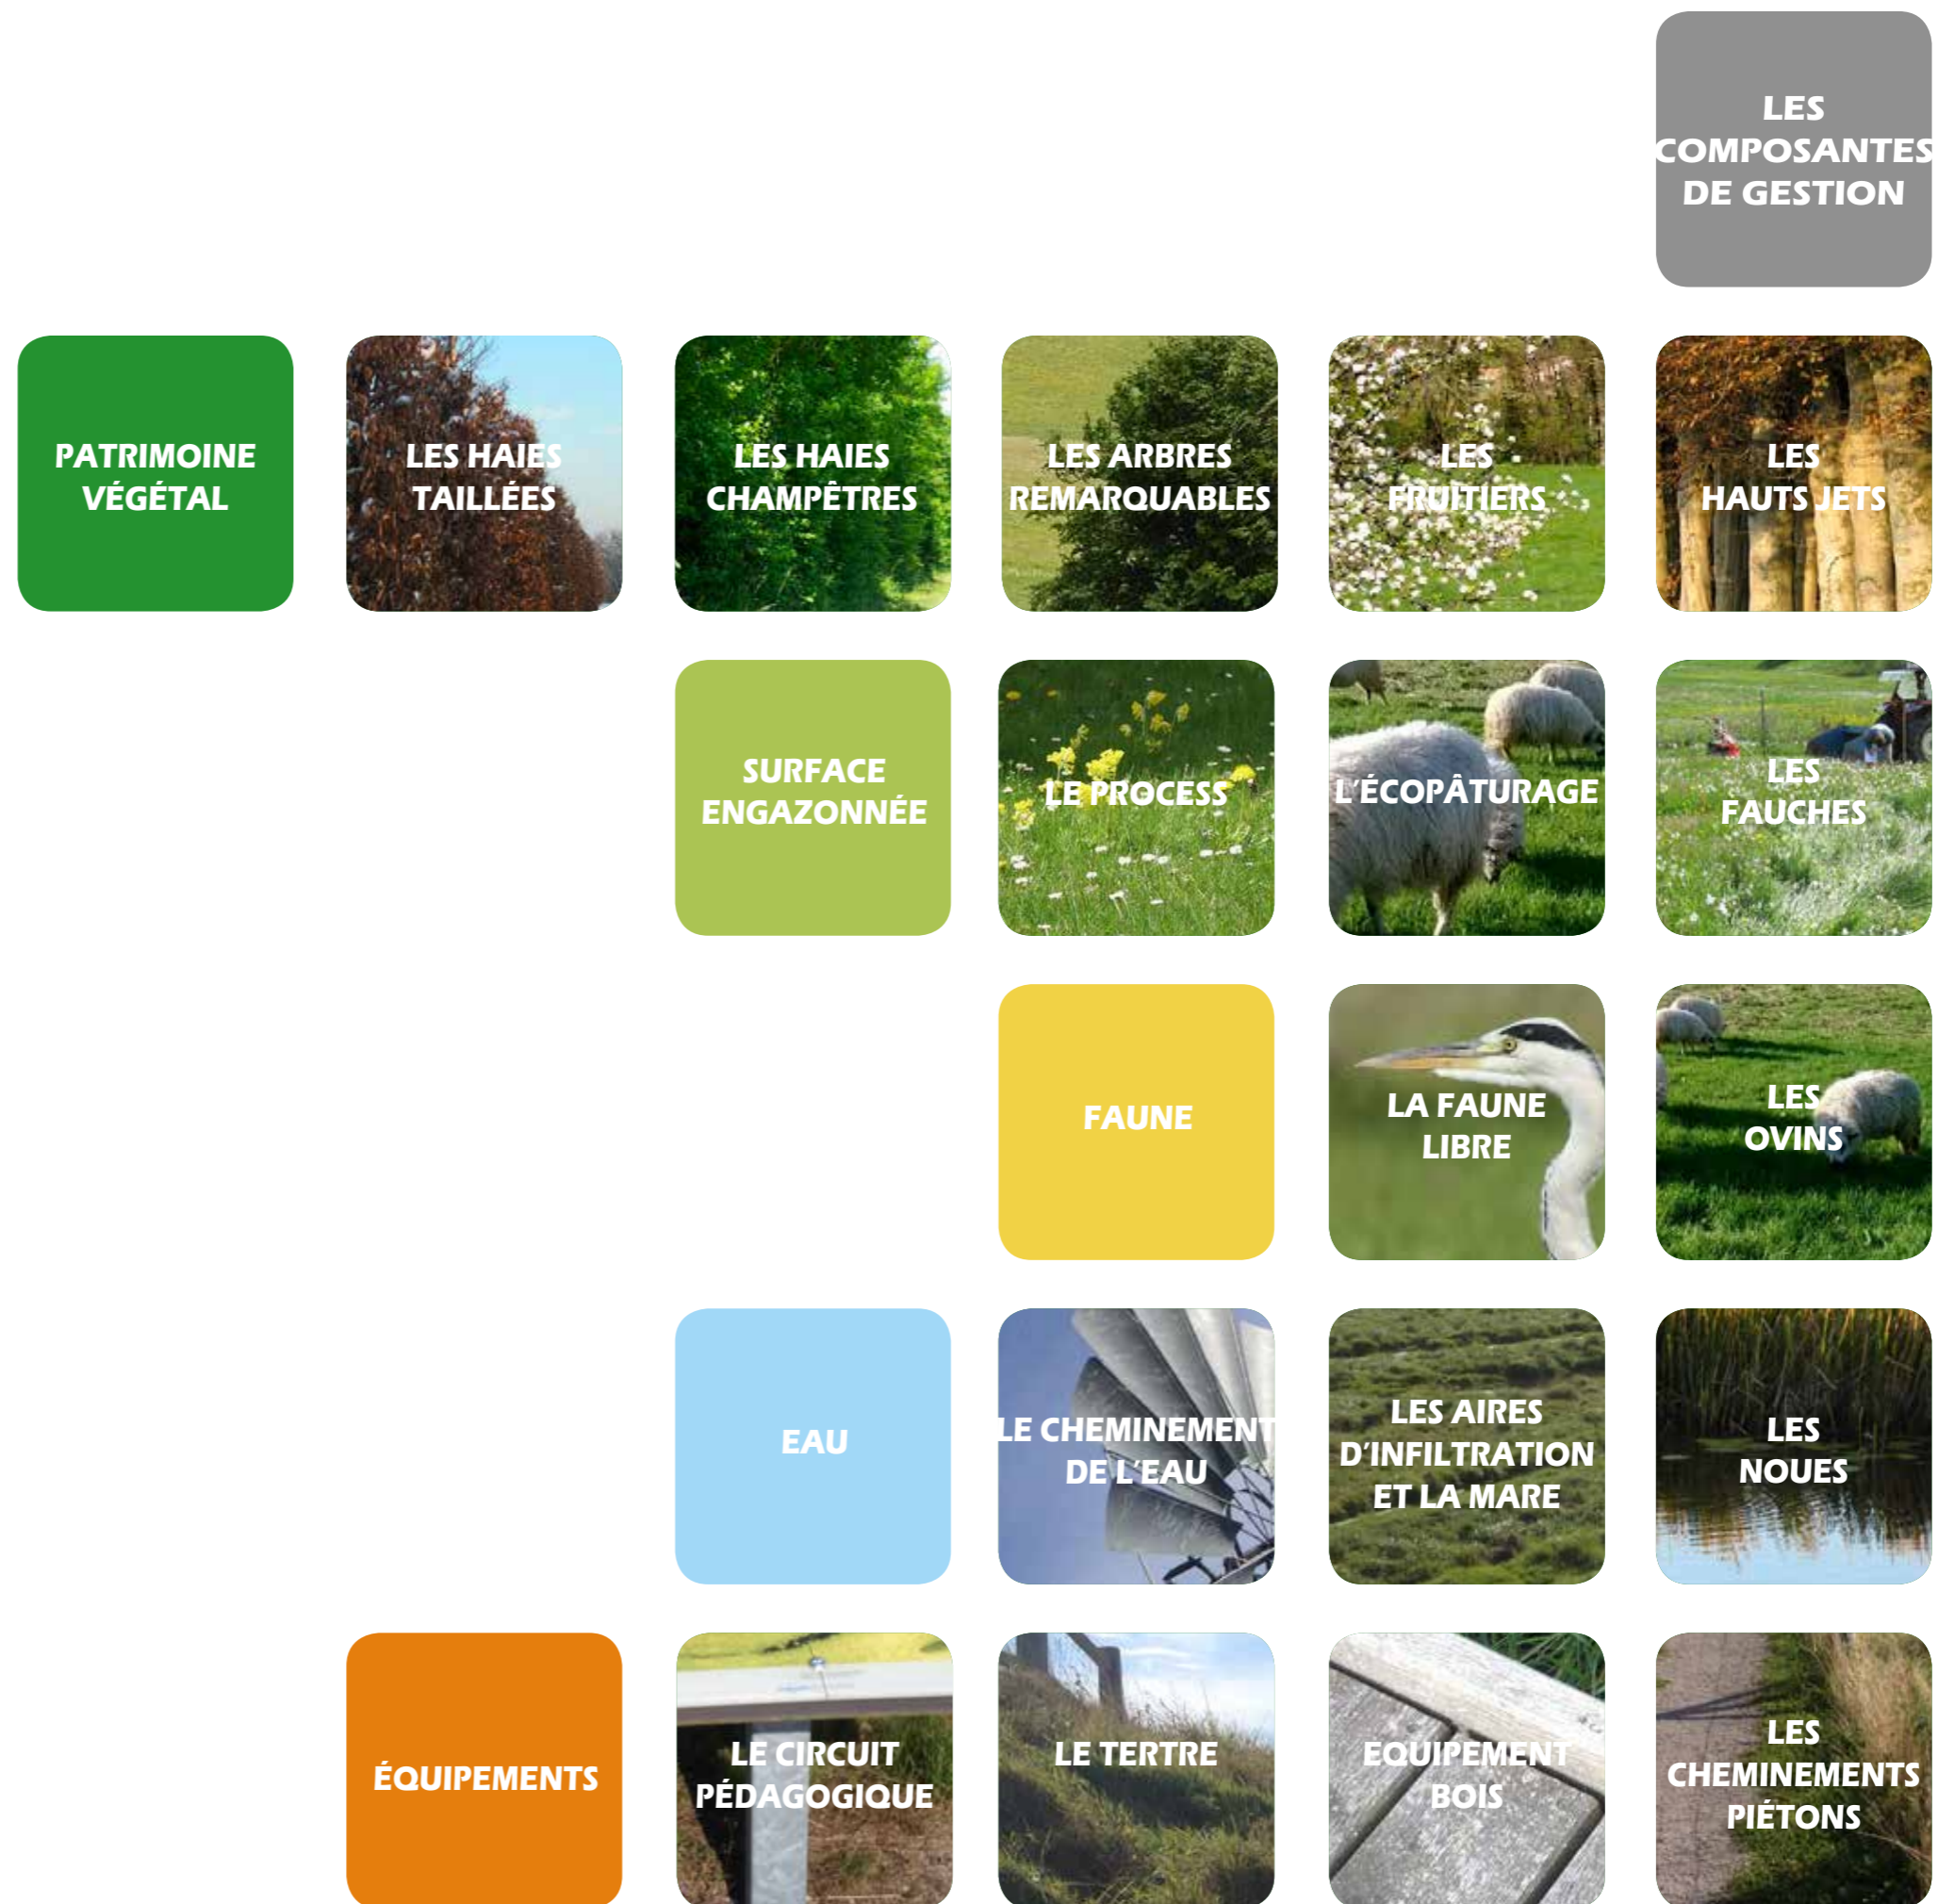 LES
COMPOSANTES
DE GESTION
PATRIMOINE
VÉGÉTAL
LES HAIES
TAILLÉES
LES HAIES
CHAMPÊTRES
LES ARBRES
REMARQUABLES
LES
FRUITIERS
LES
HAUTS JETS
SURFACE
ENGAZONNÉE
LE PROCESS
L'ÉCOPÂTURAGE
LES
FAUCHES
FAUNE
LA FAUNE
LIBRE
LES
OVINS
EAU
LE CHEMINEMENT
DE L'EAU
LES AIRES
D'INFILTRATION
ET LA MARE
LES
NOUES
ÉQUIPEMENTS
LE CIRCUIT
PÉDAGOGIQUE
LE TERTRE
EQUIPEMENT
BOIS
LES
CHEMINEMENTS
PIÉTONS